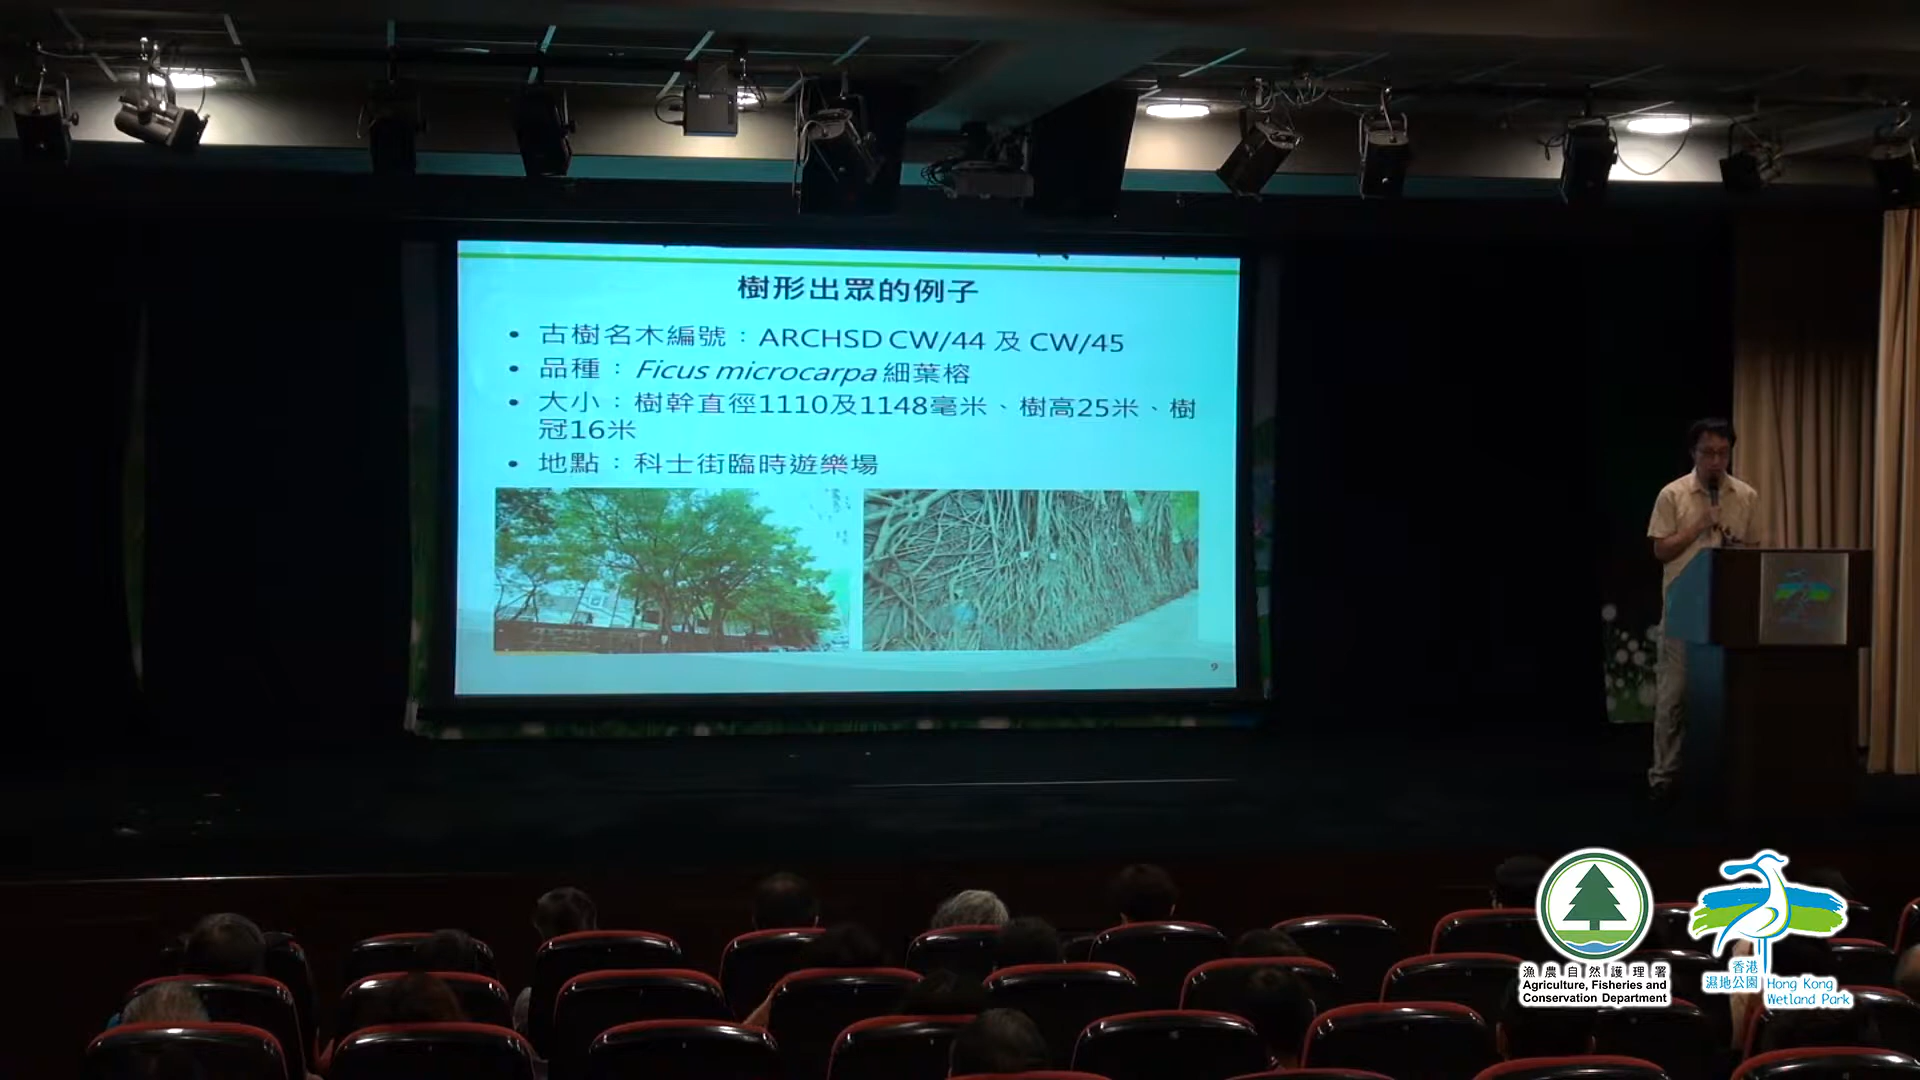 樹形出眾的例子
• 古樹名木編號：ARCHSD CW/44 及 CW/45
• 品種：Ficus microcarpa 細葉榕
• 大小：樹幹直徑1110及1148毫米、樹高25米、樹
冠16米
• 地點：科士街臨時遊樂場
9
漁農自然護理署
Agriculture, Fisheries and
Conservation Department
香港
濕地公園
Hong Kong
Wetland Park